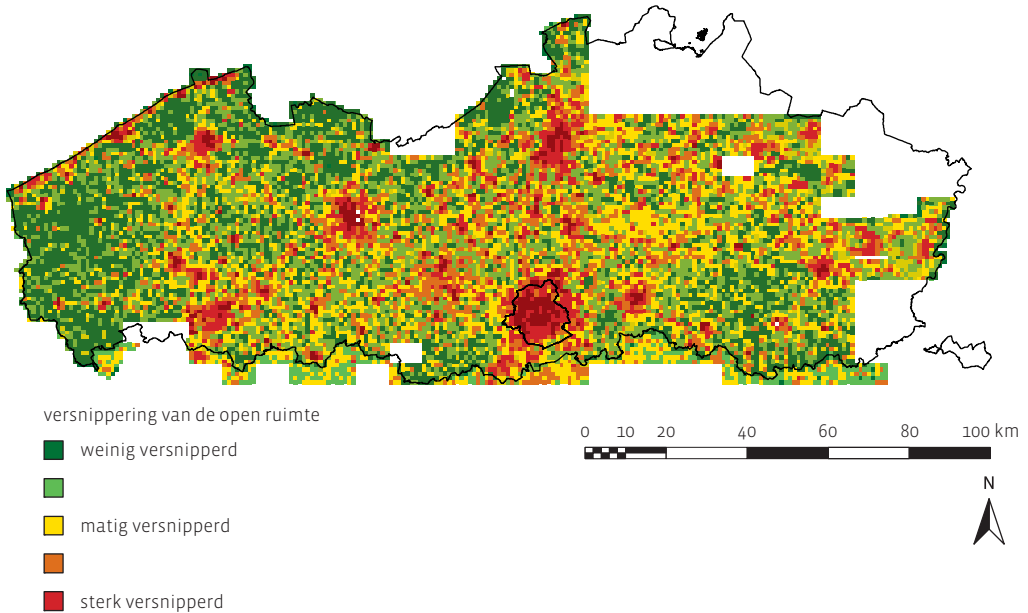 versnippering van de open ruimte
weinig versnipperd
matig versnipperd
sterk versnipperd
0 10 20 40 60 80 100 km
N